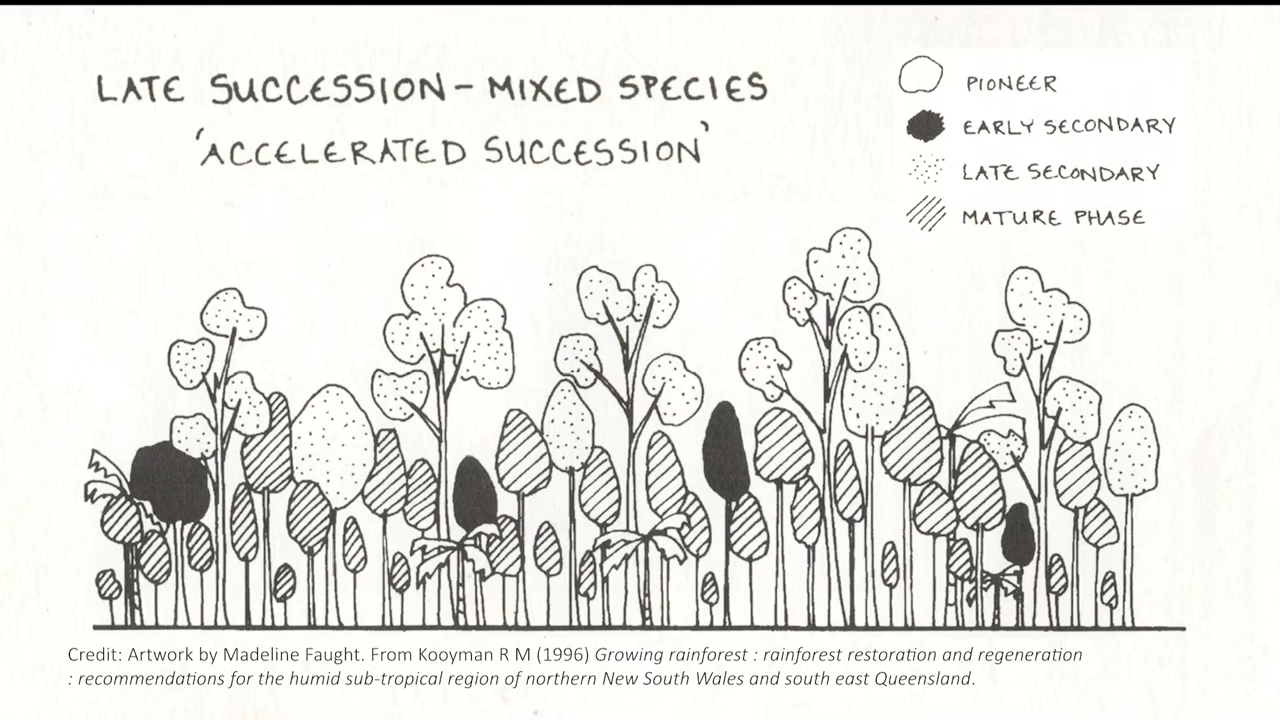 LATE SUCCESSION – MIXED SPECIES
'ACCELERATED SUCCESSION'
PIONEER
EARLY SECONDARY
LATE SECONDARY
MATURE PHASE
Credit: Artwork by Madeline Faught. From Kooyman R M (1996) Growing rainforest : rainforest restoration and regeneration
: recommendations for the humid sub-tropical region of northern New South Wales and south east Queensland.